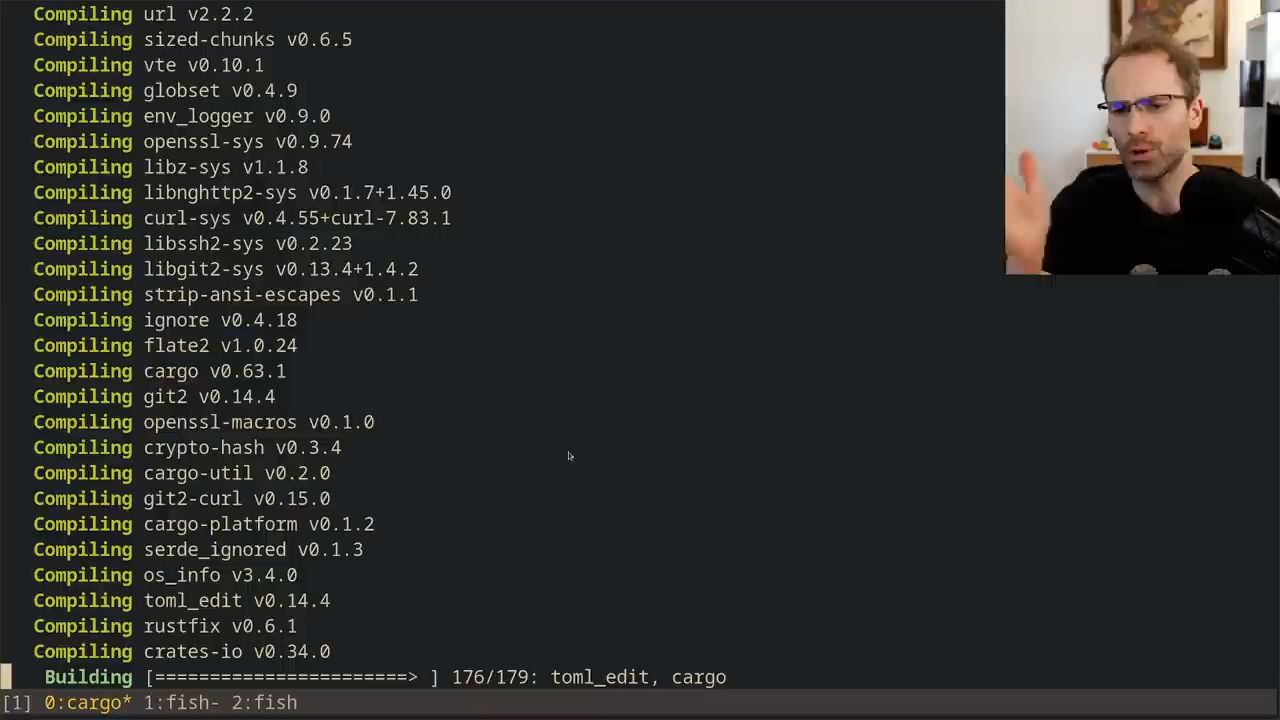 Compiling url v2.2.2
Compiling sized-chunks v0.6.5
Compiling vte v0.10.1
Compiling globset v0.4.9
Compiling env_logger v0.9.0
Compiling openssl-sys v0.9.74
Compiling libz-sys v1.1.8
Compiling libnghttp2-sys v0.1.7+1.45.0
Compiling curl-sys v0.4.55+curl-7.83.1
Compiling libssh2-sys v0.2.23
Compiling libgit2-sys v0.13.4+1.4.2
Compiling strip-ansi-escapes v0.1.1
Compiling ignore v0.4.18
Compiling flate2 v1.0.24
Compiling cargo v0.63.1
Compiling git2 v0.14.4
Compiling openssl-macros v0.1.0
Compiling crypto-hash v0.3.4
Compiling cargo-util v0.2.0
Compiling git2-curl v0.15.0
Compiling cargo-platform v0.1.2
Compiling serde_ignored v0.1.3
Compiling os_info v3.4.0
Compiling toml_edit v0.14.4
Compiling rustfix v0.6.1
Compiling crates-io v0.34.0
Building [=======================> ] 176/179: toml_edit, cargo
[1] 0:cargo* 1:fish- 2:fish